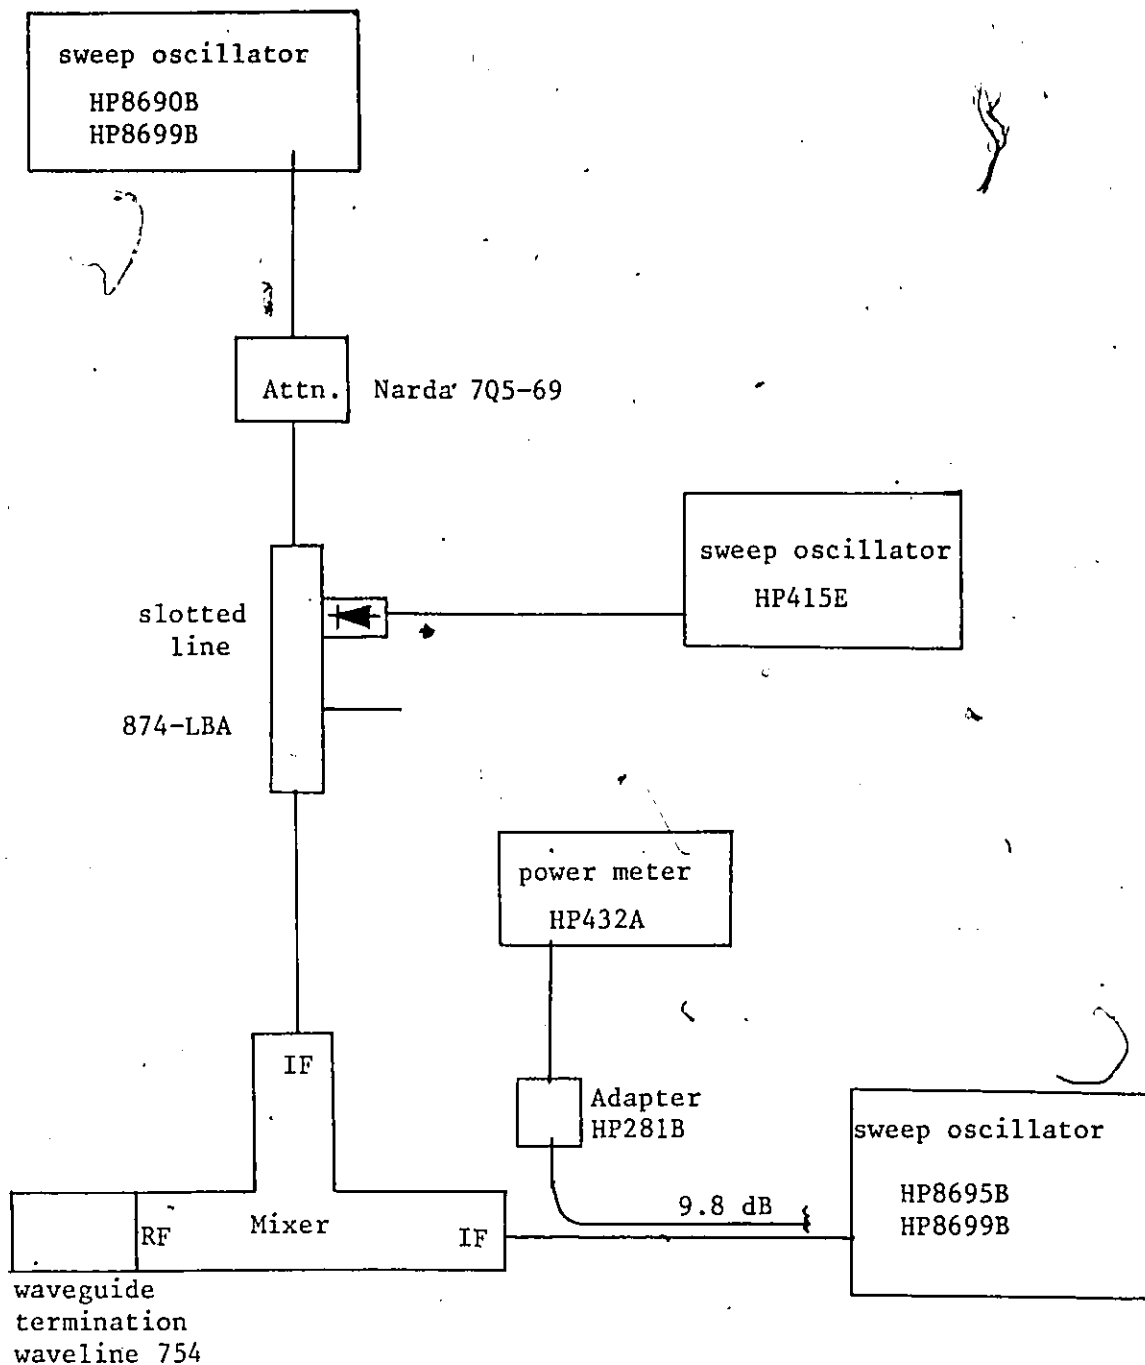 sweep oscillator
HP8690B
HP8699B
Attn.
Narda 7Q5-69
sweep oscillator
HP415E
slotted
line
874-LBA
power meter
HP432A
IF
Adapter
HP281B
sweep oscillator
HP8695B
HP8699B
9.8 dB
RF
Mixer
IF
waveguide
termination
waveline 754